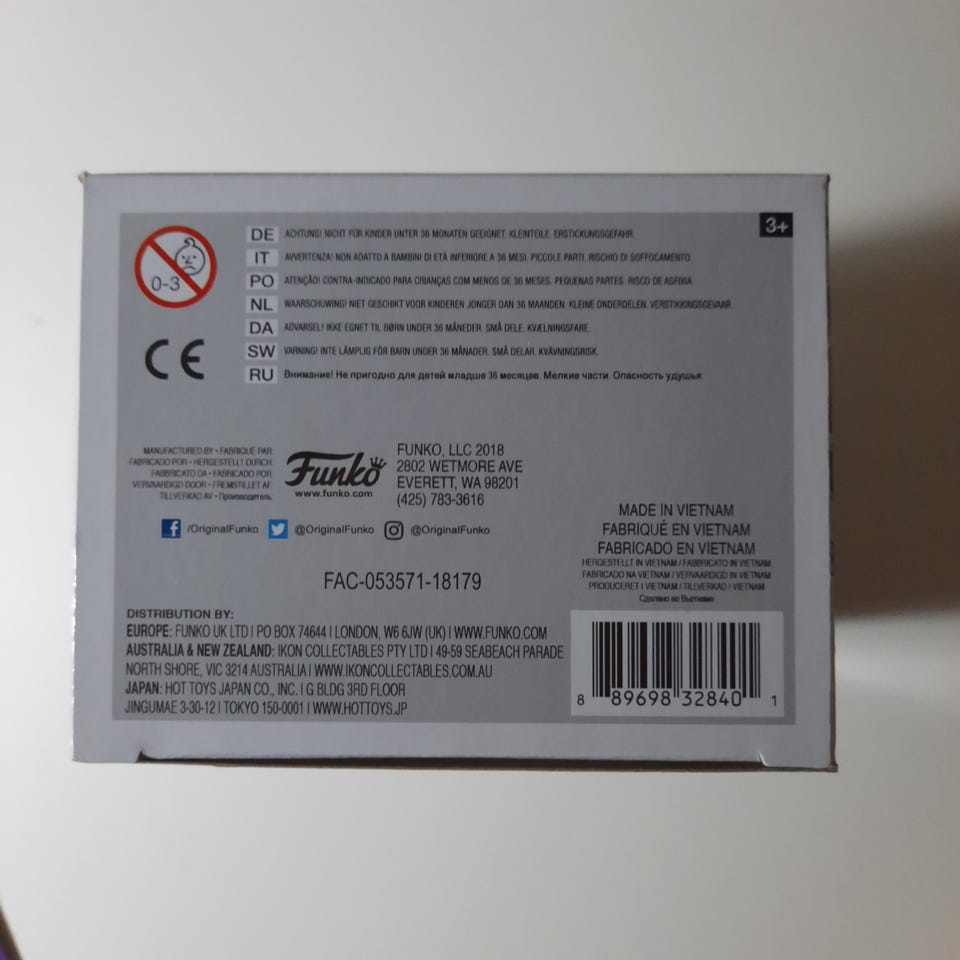 3+
0-3
DE ACHTUNG! NICHT FÜR KINDER UNTER 36 MONATEN GEEIGNET. KLEINTEILE. ERSTICKUNGSGEFAHR.
IT AVVERTENZA! NON ADATTO A BAMBINI DI ETÀ INFERIORE A 36 MESI. PICCOLE PARTI. RISCHIO DI SOFFOCAMENTO.
PO ATENÇÃO! CONTRA-INDICADO PARA CRIANÇAS COM MENOS DE 36 MESES. PEQUENAS PARTES. RISCO DE ASFIXIA.
NL WAARSCHUWING! NIET GESCHIKT VOOR KINDEREN JONGER DAN 36 MAANDEN. KLEINE ONDERDELEN. VERSTIKKINGSGEVAAR.
DA ADVARSEL! IKKE EGNET TIL BØRN UNDER 36 MÅNEDER. SMÅ DELE. KVÆLNINGSFARE.
SW VARNING! INTE LÄMPLIG FÖR BARN UNDER 36 MÅNADER. SMÅ DELAR. KVÄVNINGSRISK.
RU Внимание! Не пригодно для детей младше 36 месяцев. Мелкие части. Опасность удушья.
CE
MANUFACTURED BY • FABRIQUÉ PAR
FABRICADO POR • HERGESTELLT DURCH
FABBRICATO DA • FABRICADO POR
VERVAARDIGD DOOR • FREMSTILLET AF
TILLVERKAD AV • Производитель
Funko
www.funko.com
FUNKO, LLC 2018
2802 WETMORE AVE
EVERETT, WA 98201
(425) 783-3616
/OriginalFunko @OriginalFunko @OriginalFunko
FAC-053571-18179
MADE IN VIETNAM
FABRIQUÉ EN VIETNAM
FABRICADO EN VIETNAM
HERGESTELLT IN VIETNAM / FABBRICATO IN VIETNAM
FABRICADO NA VIETNAM / VERVAARDIGD IN VIETNAM
PRODUCERET I VIETNAM / TILLVERKAD I VIETNAM
Сделано во Вьетнаме
DISTRIBUTION BY:
EUROPE: FUNKO UK LTD | PO BOX 74644 | LONDON, W6 6JW (UK) | WWW.FUNKO.COM
AUSTRALIA & NEW ZEALAND: IKON COLLECTABLES PTY LTD | 49-59 SEABEACH PARADE
NORTH SHORE, VIC 3214 AUSTRALIA | WWW.IKONCOLLECTABLES.COM.AU
JAPAN: HOT TOYS JAPAN CO., INC. | G BLDG 3RD FLOOR
JINGUMAE 3-30-12 | TOKYO 150-0001 | WWW.HOTTOYS.JP
8 89698 32840 1